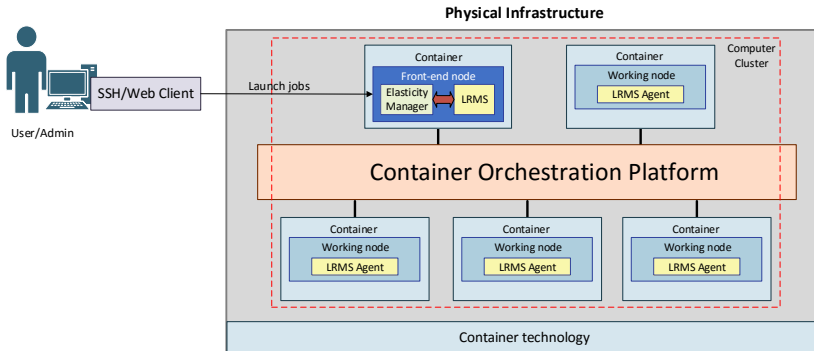 Physical Infrastructure
Computer
Cluster
Container
Front-end node
Elasticity
Manager
LRMS
Container
Working node
LRMS Agent
SSH/Web Client
Launch jobs
User/Admin
Container Orchestration Platform
Container
Working node
LRMS Agent
Container
Working node
LRMS Agent
Container
Working node
LRMS Agent
Container technology